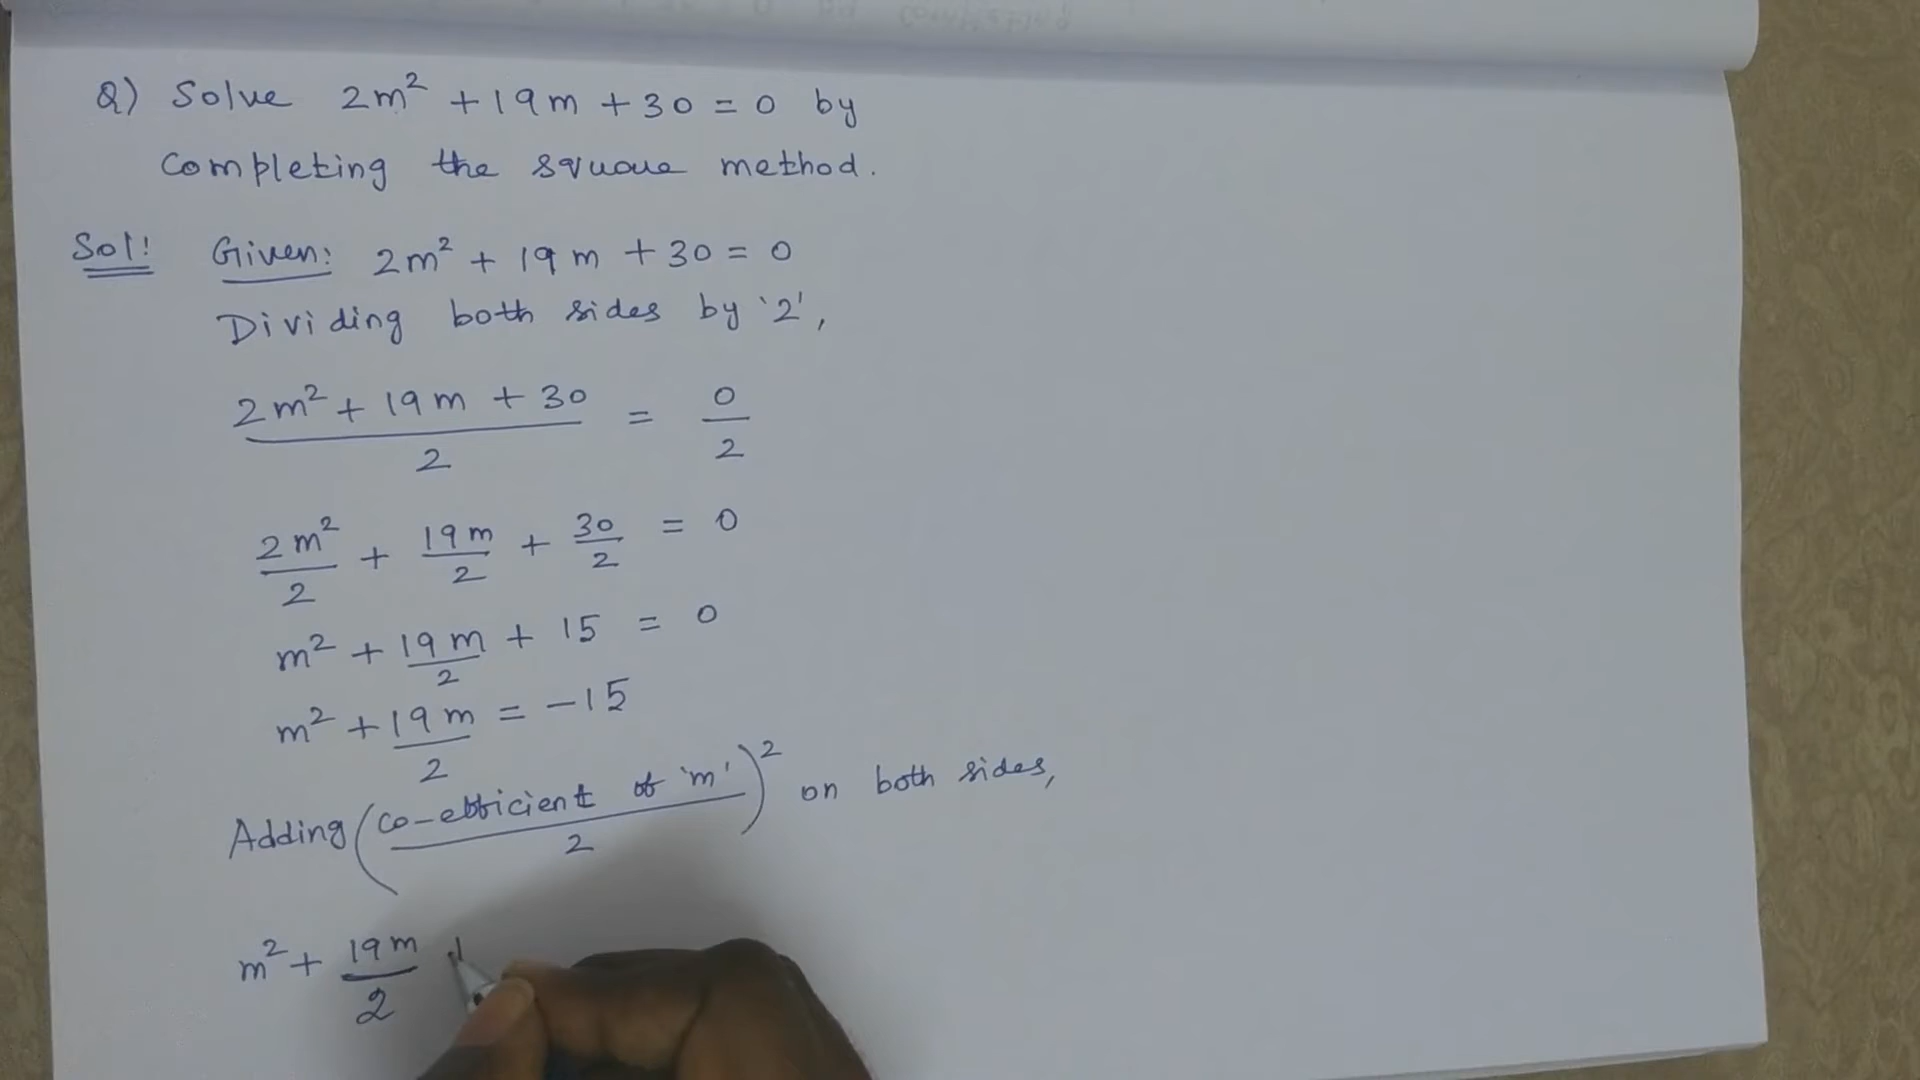 Q) Solve 2m² + 19m + 30 = 0 by
completing the square method.
Sol: Given: 2m² + 19m + 30 = 0
Dividing both sides by '2',
(2m² + 19m + 30)/2 = 0/2
2m²/2 + 19m/2 + 30/2 = 0
m² + 19m/2 + 15 = 0
m² + 19m/2 = -15
Adding (co-efficient of 'm'/2)² on both sides,
m² + 19m/2